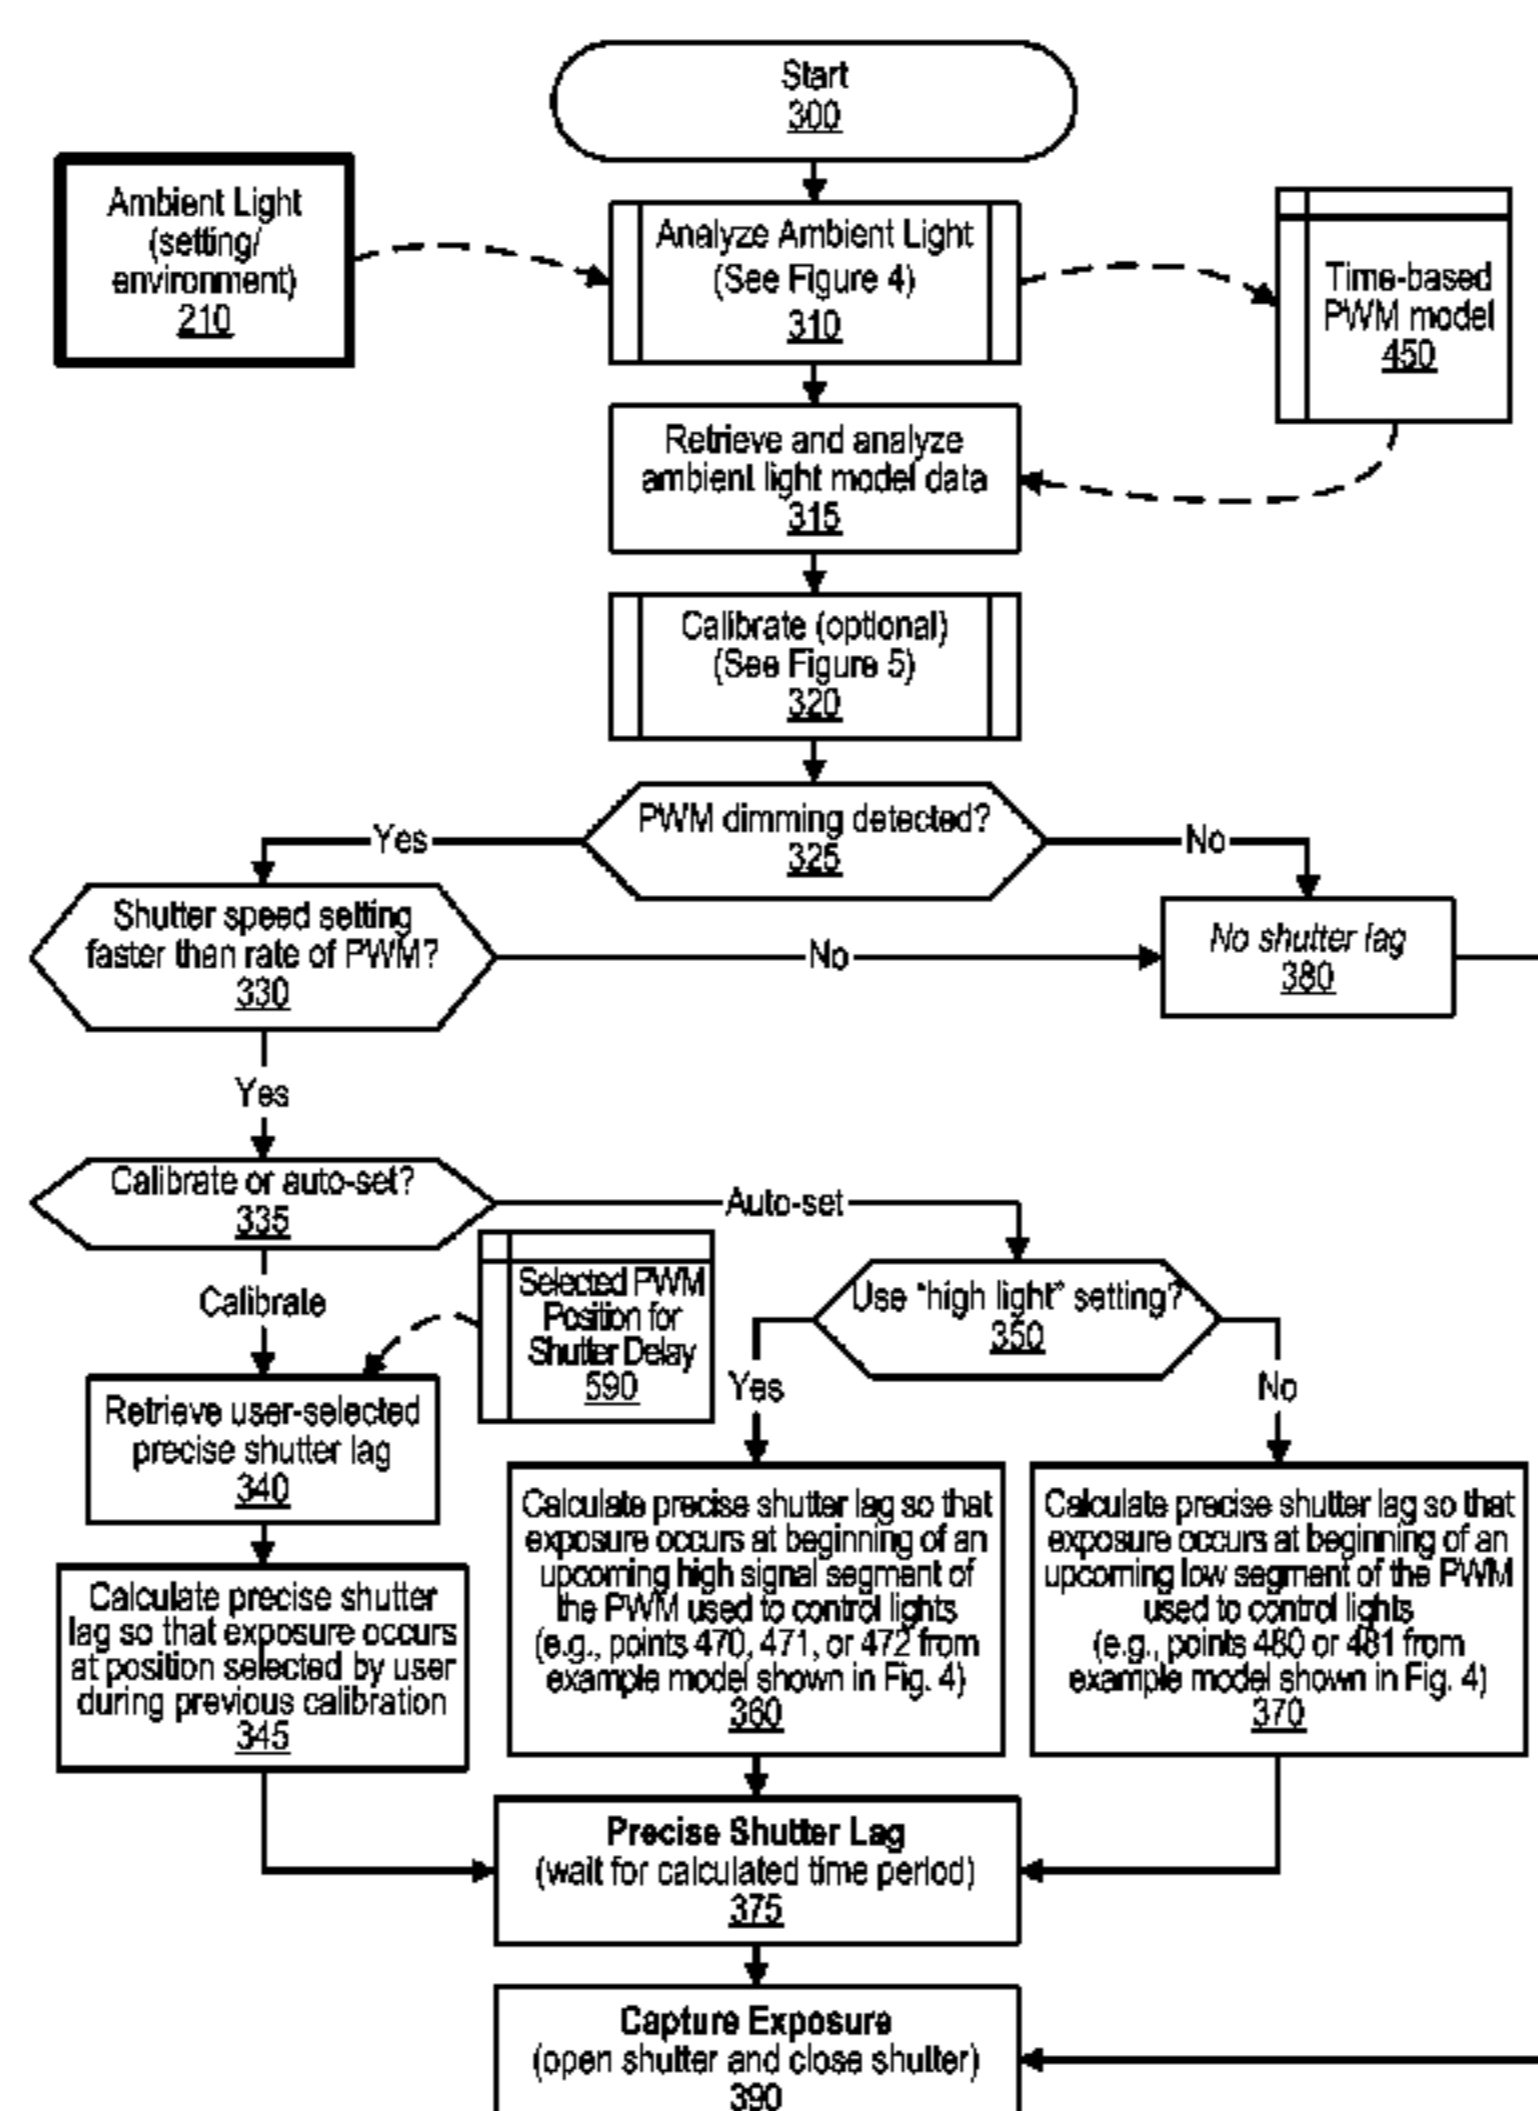 Start
300
Ambient Light
(setting/
environment)
210
Analyze Ambient Light
(See Figure 4)
310
Time-based
PWM model
450
Retrieve and analyze
ambient light model data
315
Calibrate (optional)
(See Figure 5)
320
PWM dimming detected?
325
Yes
No
Shutter speed setting
faster than rate of PWM?
330
No
No shutter lag
380
Yes
Calibrate or auto-set?
335
Auto-set
Calibrate
Selected PWM
Position for
Shutter Delay
590
Use "high light" setting?
350
Yes
No
Retrieve user-selected
precise shutter lag
340
Calculate precise shutter
lag so that exposure occurs
at position selected by user
during previous calibration
345
Calculate precise shutter lag so that
exposure occurs at beginning of an
upcoming high signal segment of
the PWM used to control lights
(e.g., points 470, 471, or 472 from
example model shown in Fig. 4)
360
Calculate precise shutter lag so that
exposure occurs at beginning of an
upcoming low segment of the PWM
used to control lights
(e.g., points 480 or 481 from
example model shown in Fig. 4)
370
Precise Shutter Lag
(wait for calculated time period)
375
Capture Exposure
(open shutter and close shutter)
390